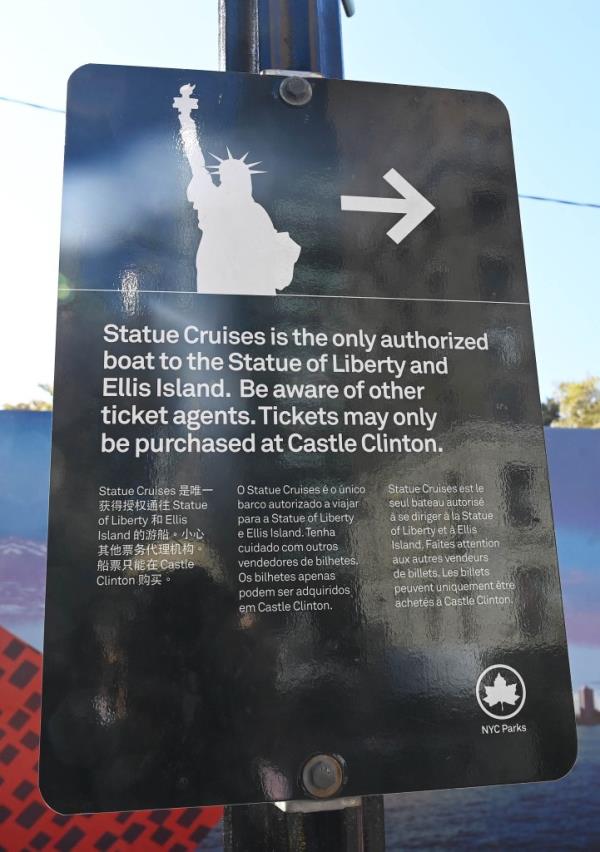 Statue Cruises is the only authorized
boat to the Statue of Liberty and
Ellis Island. Be aware of other
ticket agents. Tickets may only
be purchased at Castle Clinton.
Statue Cruises 是唯一
获得授权通往 Statue
of Liberty 和 Ellis
Island 的游船。小心
其他票务代理机构。
船票只能在 Castle
Clinton 购买。
O Statue Cruises é o único
barco autorizado a viajar
para a Statue of Liberty
e Ellis Island. Tenha
cuidado com outros
vendedores de bilhetes.
Os bilhetes apenas
podem ser adquiridos
em Castle Clinton.
Statue Cruises est le
seul bateau autorisé
à se diriger à la Statue
of Liberty et à Ellis
Island. Faites attention
aux autres vendeurs
de billets. Les billets
peuvent uniquement être
achetés à Castle Clinton.
NYC Parks